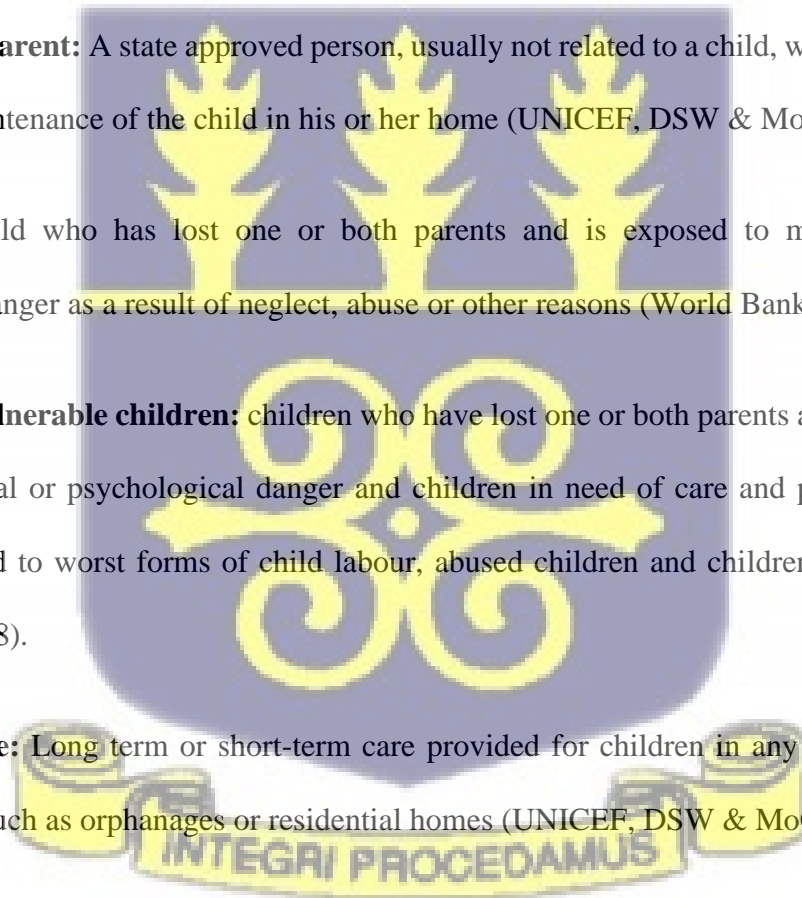 arent: A state approved person, usually not related to a child, w
ntenance of the child in his or her home (UNICEF, DSW & Mo
ld who has lost one or both parents and is exposed to m
anger as a result of neglect, abuse or other reasons (World Bank
lnerable children: children who have lost one or both parents a
al or psychological danger and children in need of care and p
d to worst forms of child labour, abused children and children
8).
e: Long term or short-term care provided for children in any
uch as orphanages or residential homes (UNICEF, DSW & Mo
INTEGRI PROCEDAMUS